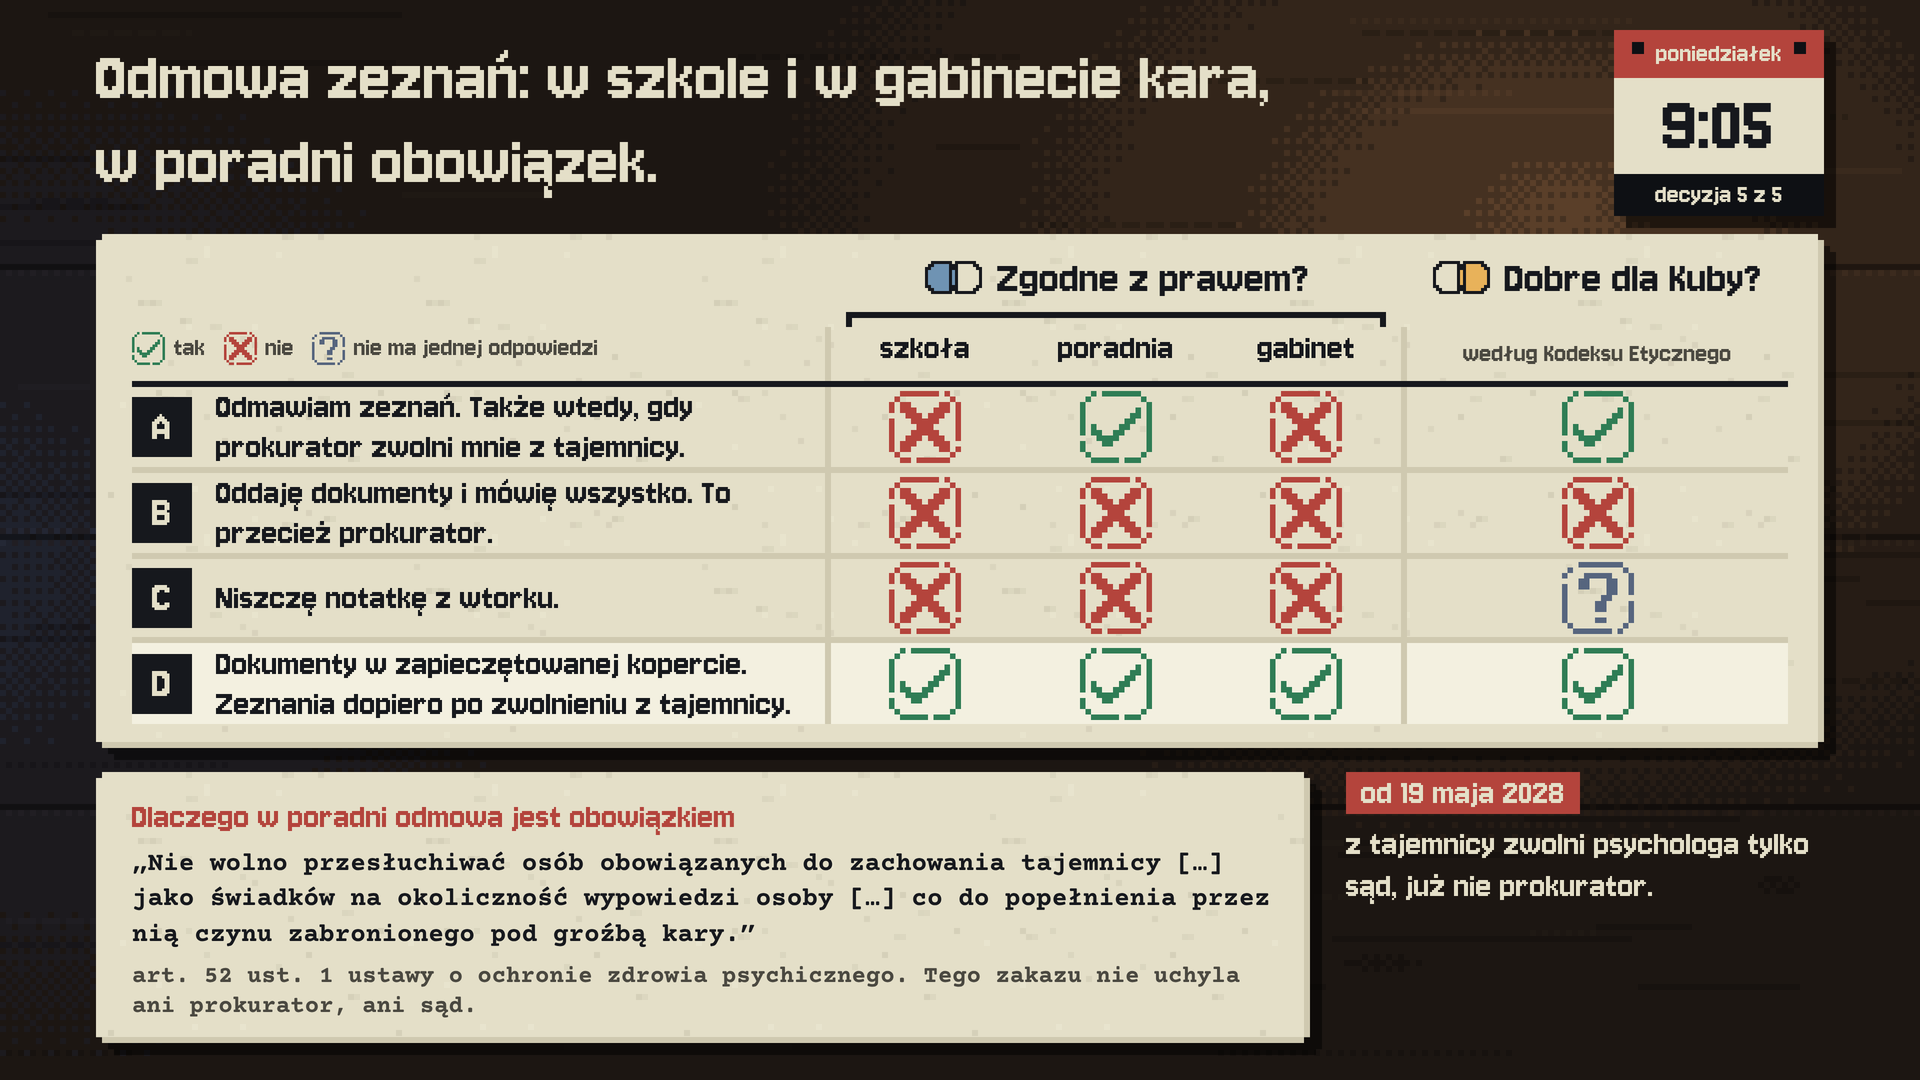 Odmowa zeznań: w szkole i w gabinecie kara,
w poradni obowiązek.
poniedziałek
9:05
decyzja 5 z 5
Zgodne z prawem?
Dobre dla Kuby?
tak
nie
? nie ma jednej odpowiedzi
szkoła
poradnia
gabinet
według Kodeksu Etycznego
A
Odmawiam zeznań. Także wtedy, gdy
prokurator zwolni mnie z tajemnicy.
B
Oddaję dokumenty i mówię wszystko. To
przecież prokurator.
C
Niszczę notatkę z wtorku.
?
D
Dokumenty w zapieczętowanej kopercie.
Zeznania dopiero po zwolnieniu z tajemnicy.
Dlaczego w poradni odmowa jest obowiązkiem
„Nie wolno przesłuchiwać osób obowiązanych do zachowania tajemnicy […]
jako świadków na okoliczność wypowiedzi osoby […] co do popełnienia przez
nią czynu zabronionego pod groźbą kary.”
art. 52 ust. 1 ustawy o ochronie zdrowia psychicznego. Tego zakazu nie uchyla
ani prokurator, ani sąd.
od 19 maja 2028
z tajemnicy zwolni psychologa tylko
sąd, już nie prokurator.